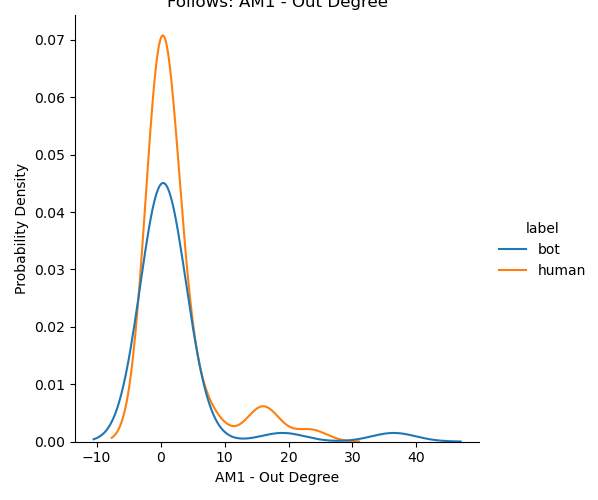 Follows: AM1 - Out Degree
0.07
0.06
0.05
0.04
0.03
0.02
0.01
0.00
Probability Density
−10 0 10 20 30 40
AM1 - Out Degree
label
bot
human